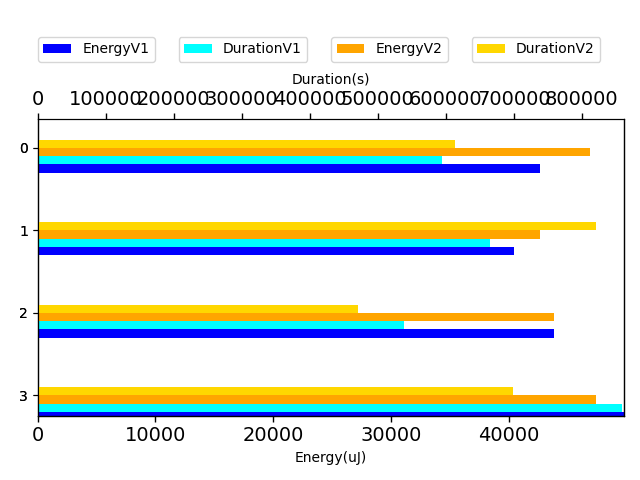 EnergyV1 DurationV1 EnergyV2 DurationV2
Duration(s)
0 100000 200000 300000 400000 500000 600000 700000 800000
0
1
2
3
0 10000 20000 30000 40000
Energy(uJ)